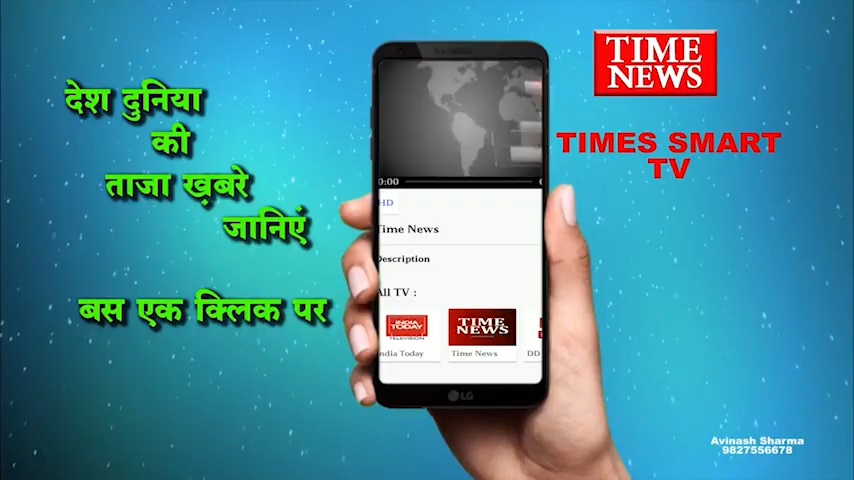 देश दुनिया
की
ताजा ख़बरे
जानिएं
बस एक क्लिक पर
0:00
HD
Time News
Description
All TV :
INDIA
TODAY
TELEVISION
TIME
NEWS
India Today
Time News
DD
LG
TIME
NEWS
TIMES SMART
TV
Avinash Sharma
9827556678